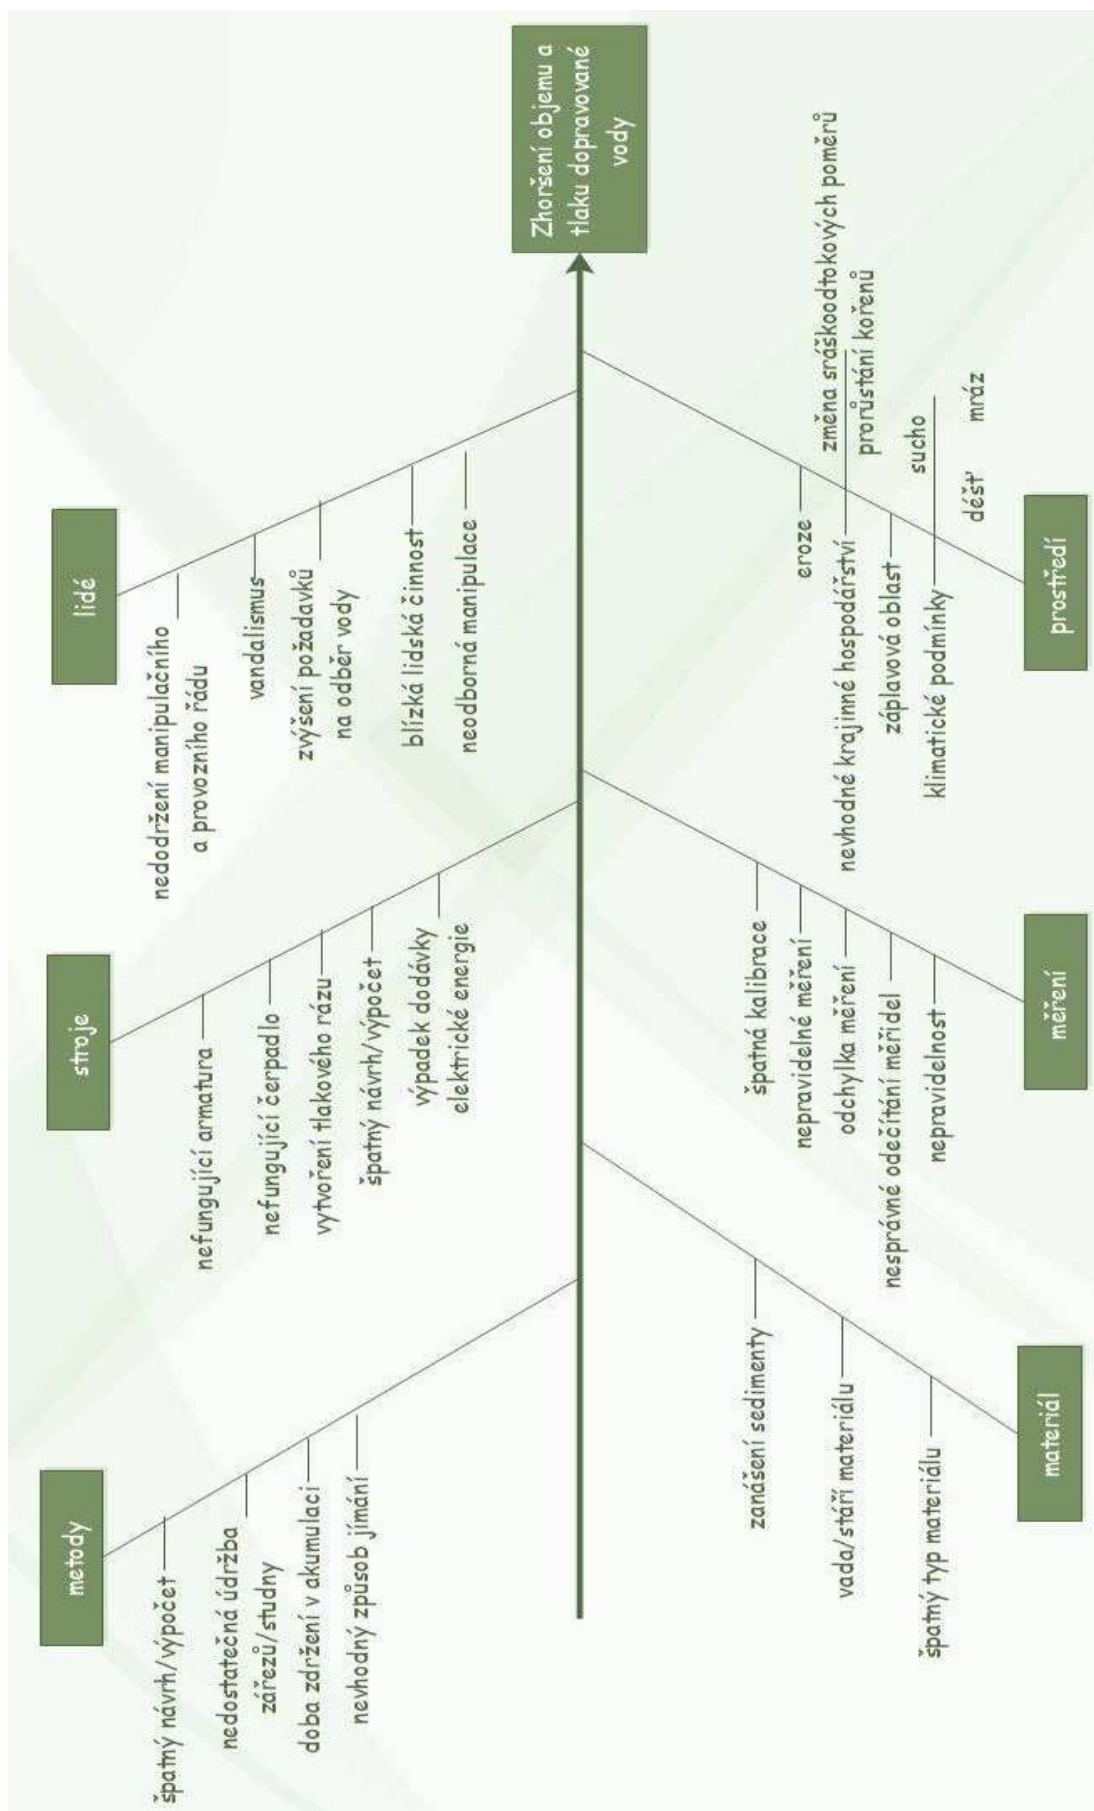 metody
špatný návrh/výpočet
nedostatečná údržba
zářezů/studny
doba zdržení v akumulaci
nevhodný způsob jímání
stroje
nefungující armatura
nefungující čerpadlo
vytvoření tlakového rázu
špatný návrh/výpočet
výpadek dodávky
elektrické energie
lidé
nedodržení manipulačního
a provozního řádu
vandalismus
zvýšení požadavků
na odběr vody
blízká lidská činnost
neodborná manipulace
Zhoršení objemu a
tlaku dopravované
vody
materiál
zanášení sedimenty
vada/stáří materiálu
špatný typ materiálu
měření
špatná kalibrace
nepravidelné měření
odchylka měření
nesprávné odečítání měřidel
nepravidelnost
prostředí
eroze
nevhodné krajinné hospodářství
změna sráškoodtokových poměrů
prorůstání kořenů
záplavová oblast
klimatické podmínky
sucho
déšť
mráz